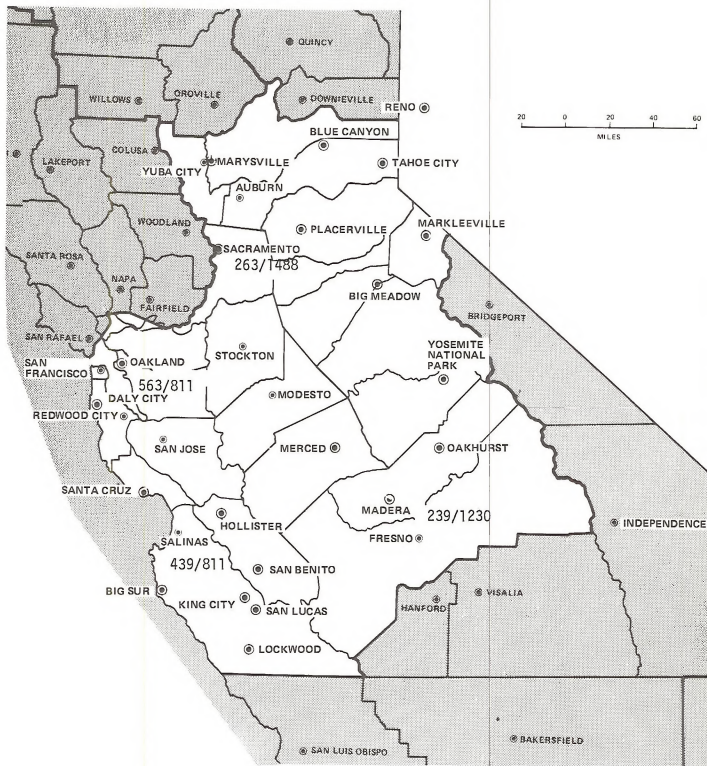 QUINCY
WILLOWS
OROVILLE
DOWNIEVILLE
RENO
20 0 20 40 60
MILES
BLUE CANYON
COLUSA
LAKEPORT
YUBA CITY
MARYSVILLE
TAHOE CITY
AUBURN
WOODLAND
PLACERVILLE
MARKLEEVILLE
SACRAMENTO
263/1488
SANTA ROSA
NAPA
FAIRFIELD
BIG MEADOW
BRIDGEPORT
SAN RAFAEL
STOCKTON
YOSEMITE
NATIONAL
PARK
SAN
FRANCISCO
OAKLAND
563/811
DALY CITY
MODESTO
REDWOOD CITY
SAN JOSE
MERCED
OAKHURST
SANTA CRUZ
MADERA
239/1230
HOLLISTER
INDEPENDENCE
SALINAS
FRESNO
439/811
SAN BENITO
BIG SUR
KING CITY
SAN LUCAS
HANFORD
VISALIA
LOCKWOOD
SAN LUIS OBISPO
BAKERSFIELD